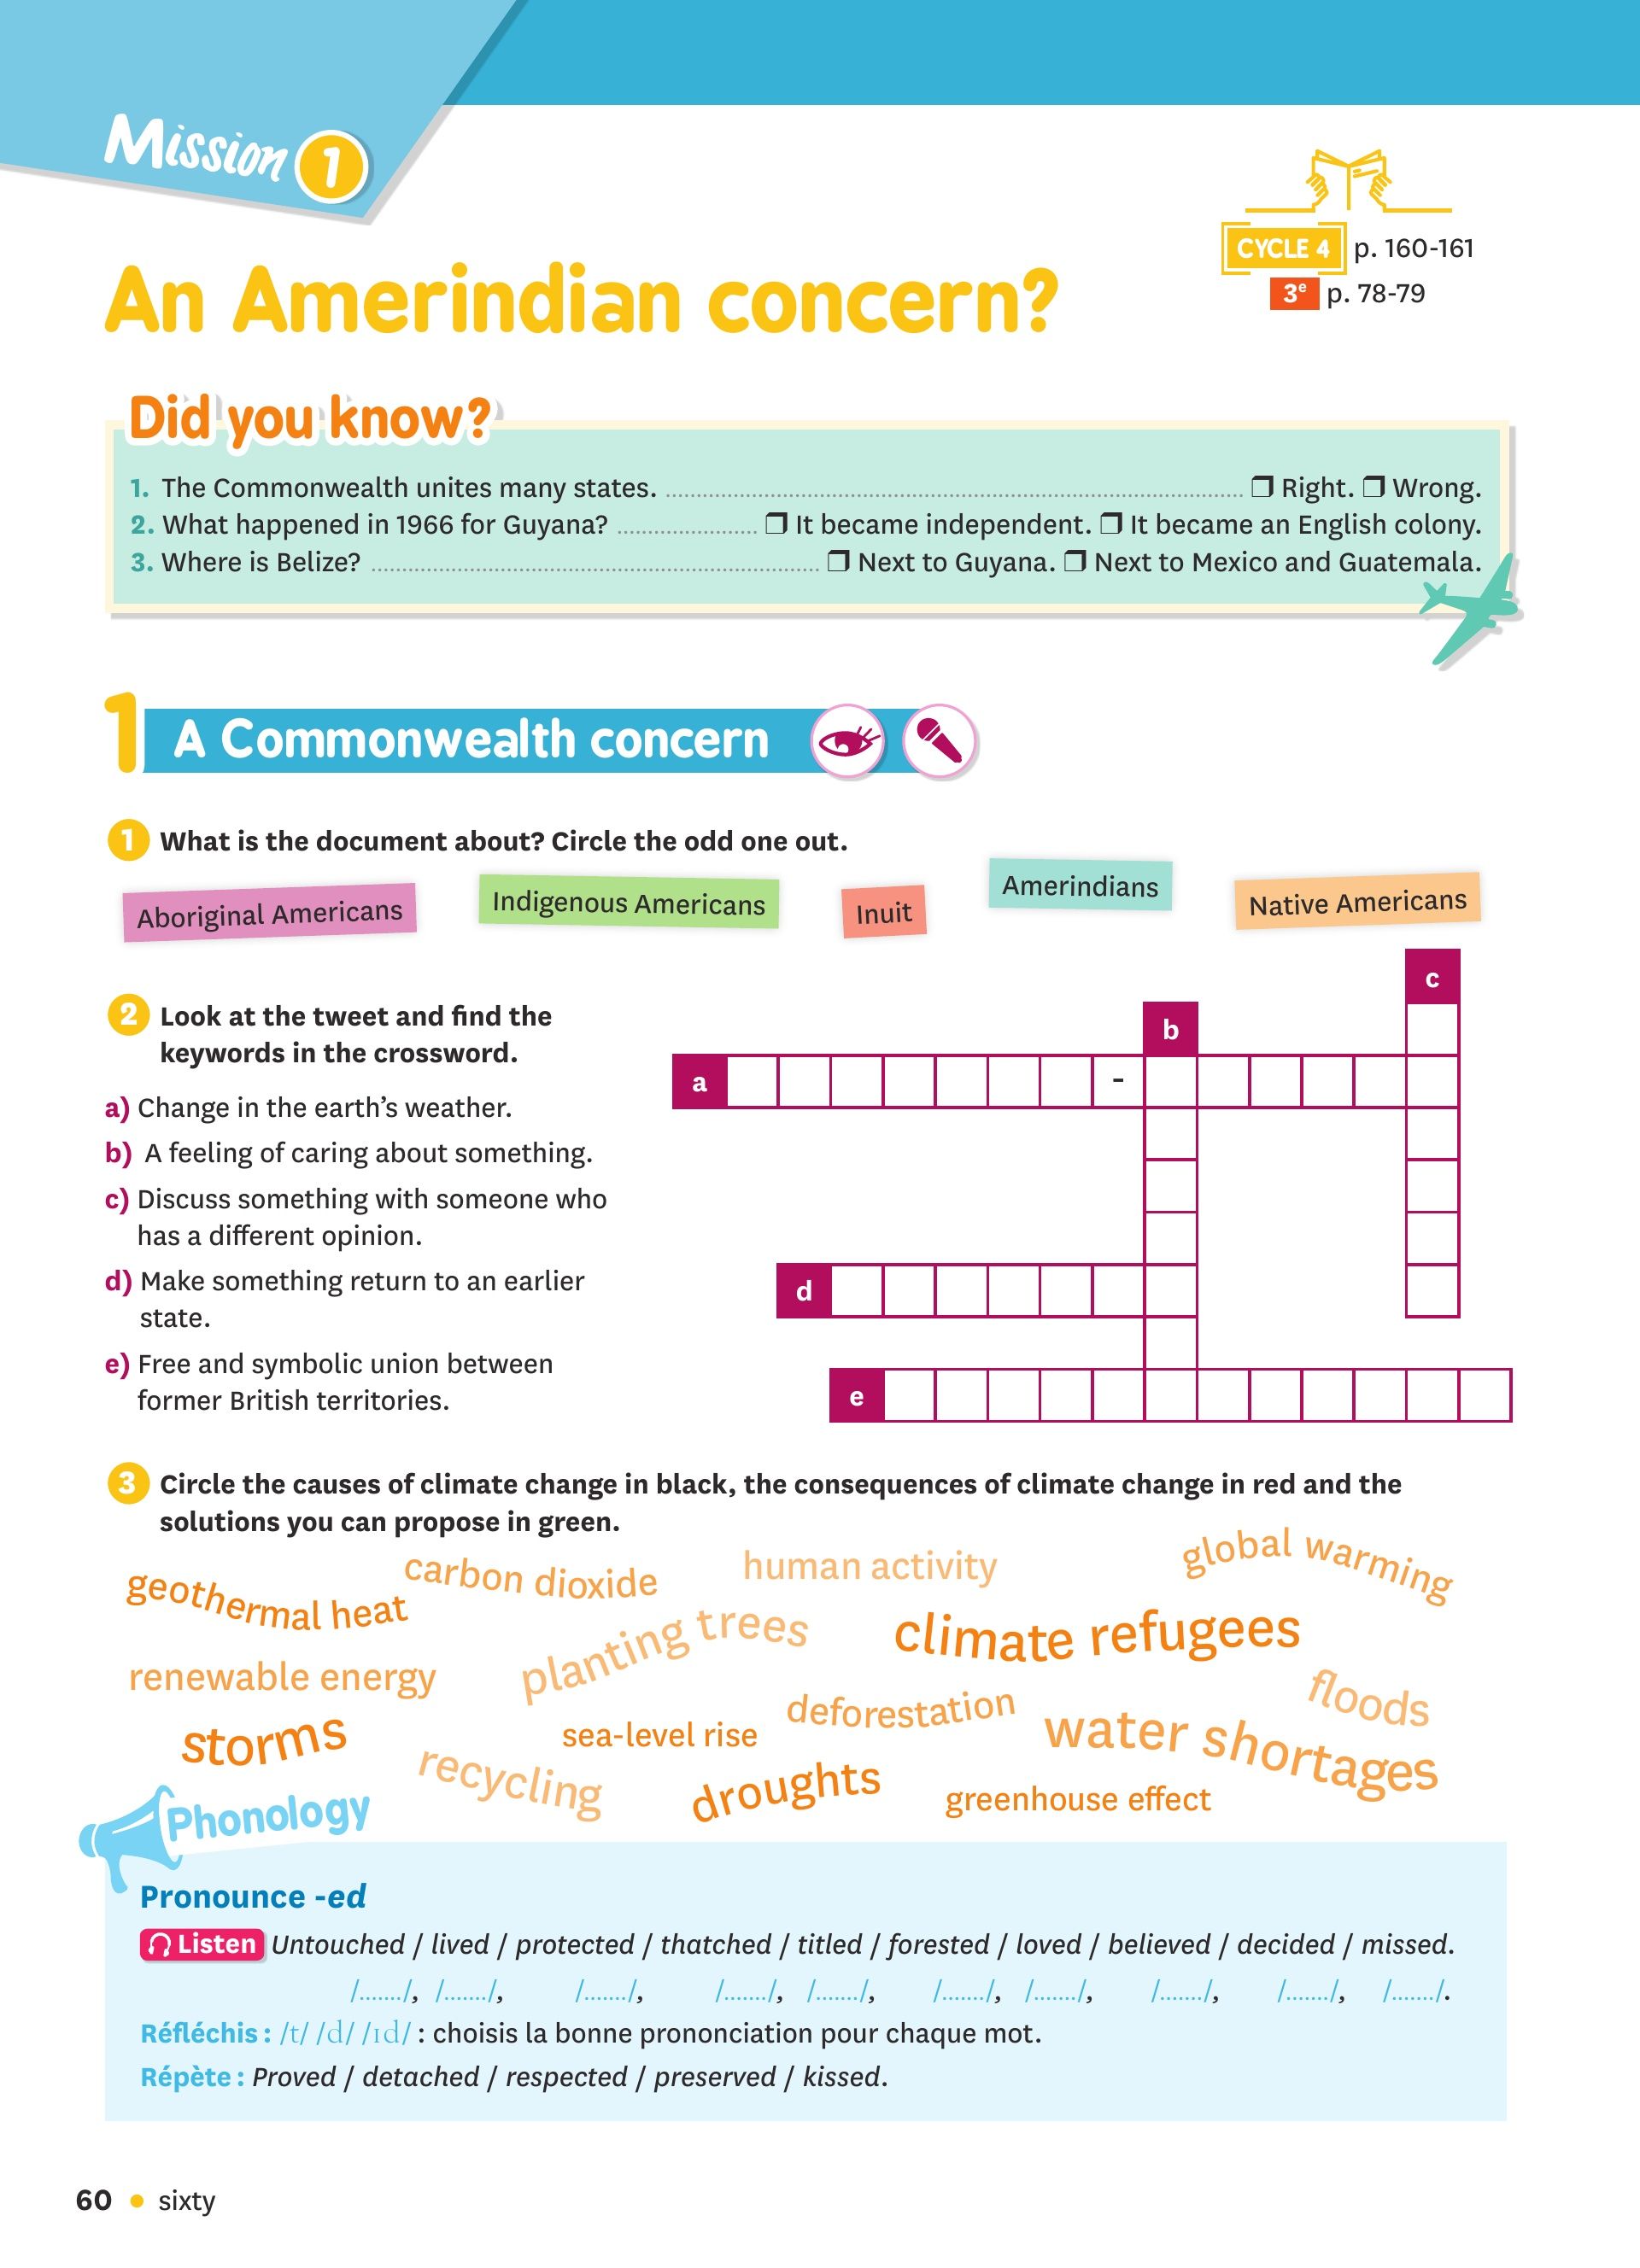 Mission 1
CYCLE 4 p. 160-161
3e p. 78-79
An Amerindian concern?
Did you know?
1. The Commonwealth unites many states. ................ ❐ Right. ❐ Wrong.
2. What happened in 1966 for Guyana? ................ ❐ It became independent. ❐ It became an English colony.
3. Where is Belize? ................ ❐ Next to Guyana. ❐ Next to Mexico and Guatemala.
1 A Commonwealth concern
1 What is the document about? Circle the odd one out.
Aboriginal Americans
Indigenous Americans
Inuit
Amerindians
Native Americans
2 Look at the tweet and find the
keywords in the crossword.
a) Change in the earth's weather.
b) A feeling of caring about something.
c) Discuss something with someone who
has a different opinion.
d) Make something return to an earlier
state.
e) Free and symbolic union between
former British territories.
c
b
a -
d
e
3 Circle the causes of climate change in black, the consequences of climate change in red and the
solutions you can propose in green.
geothermal heat
carbon dioxide
human activity
global warming
renewable energy
planting trees
climate refugees
floods
storms
sea-level rise
deforestation
water shortages
recycling
droughts
greenhouse effect
Phonology
Pronounce -ed
Listen Untouched / lived / protected / thatched / titled / forested / loved / believed / decided / missed.
/......./, /......./, /......./, /......./, /......./, /......./, /......./, /......./, /......./, /......./.
Réfléchis : /t/ /d/ /ɪd/ : choisis la bonne prononciation pour chaque mot.
Répète : Proved / detached / respected / preserved / kissed.
60 • sixty